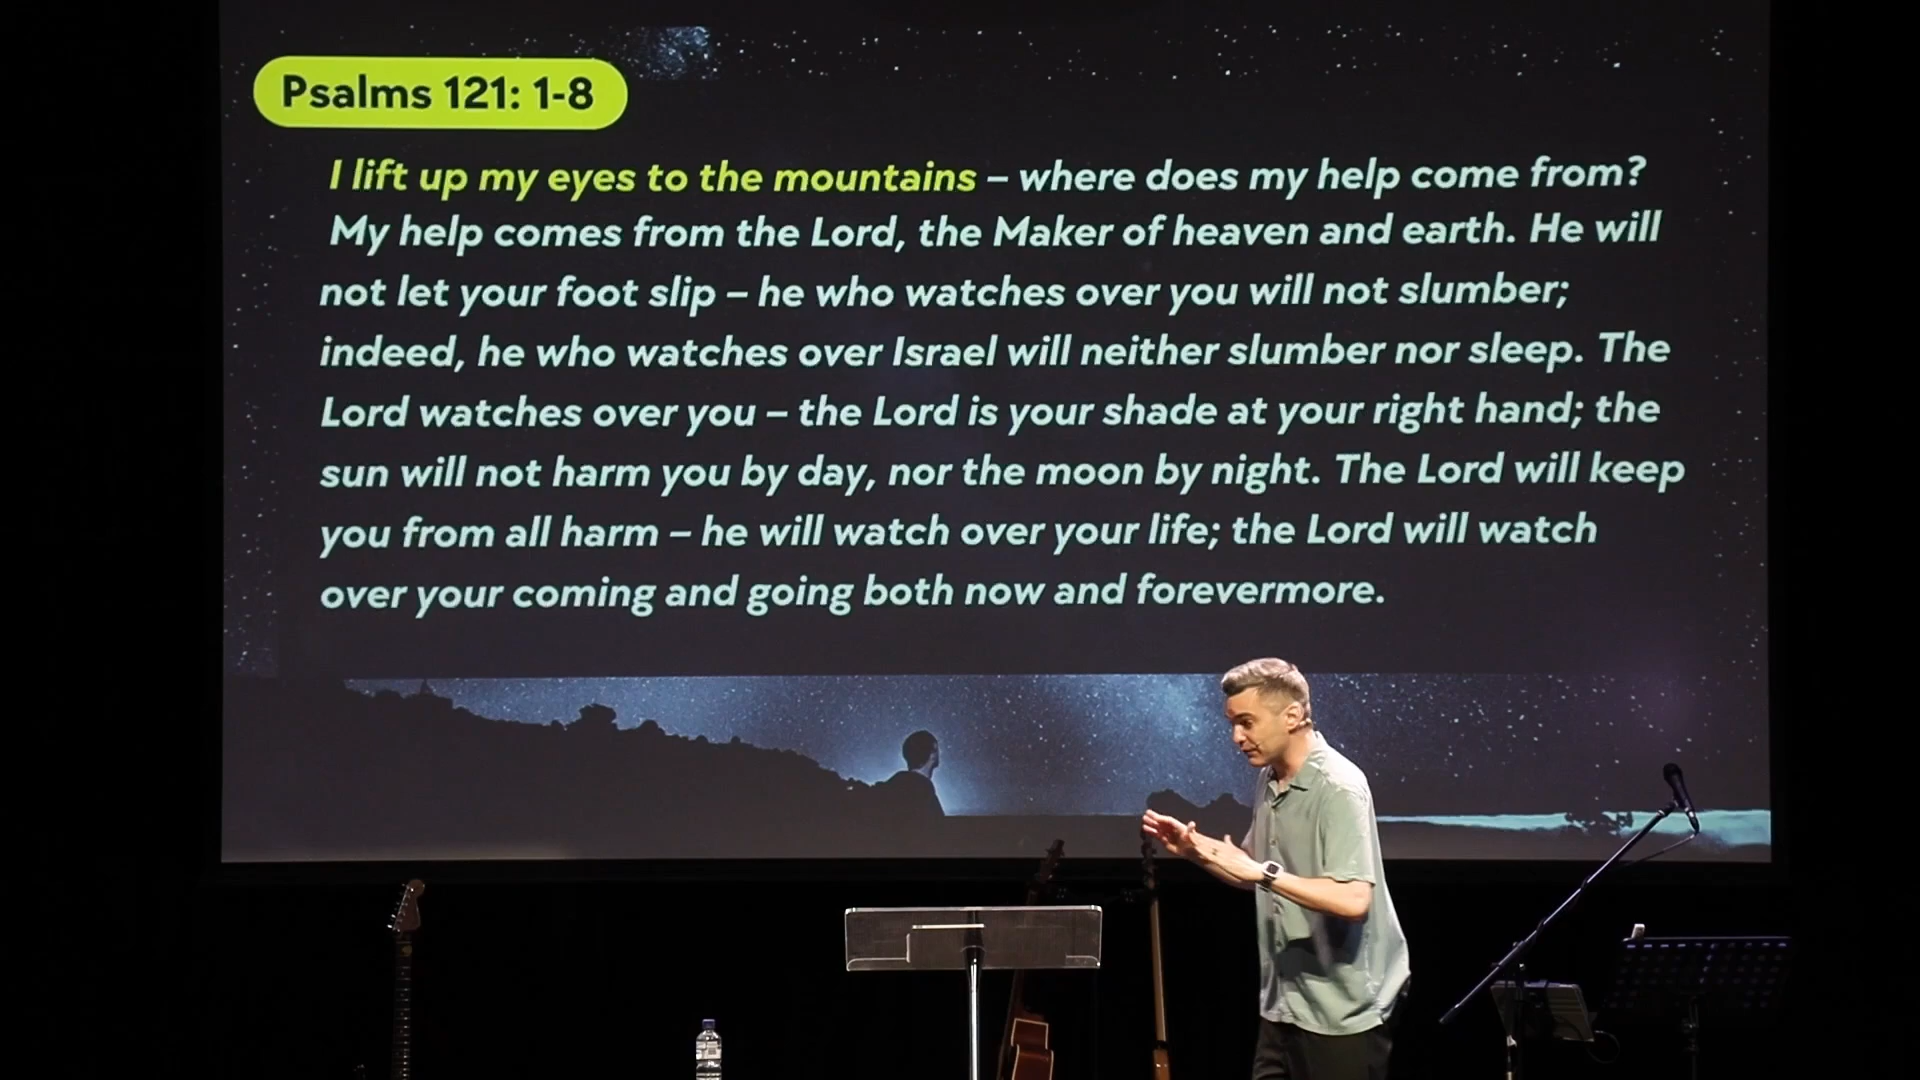 Psalms 121: 1-8
I lift up my eyes to the mountains – where does my help come from?
My help comes from the Lord, the Maker of heaven and earth. He will
not let your foot slip – he who watches over you will not slumber;
indeed, he who watches over Israel will neither slumber nor sleep. The
Lord watches over you – the Lord is your shade at your right hand; the
sun will not harm you by day, nor the moon by night. The Lord will keep
you from all harm – he will watch over your life; the Lord will watch
over your coming and going both now and forevermore.